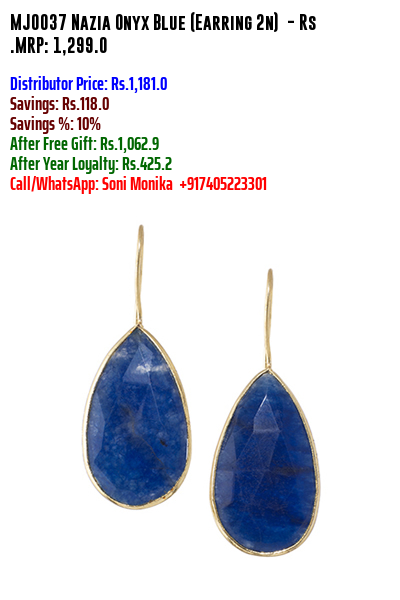 MJ0037 Nazia Onyx Blue (Earring 2n) - Rs
.MRP: 1,299.0
Distributor Price: Rs.1,181.0
Savings: Rs.118.0
Savings %: 10%
After Free Gift: Rs.1,062.9
After Year Loyalty: Rs.425.2
Call/WhatsApp: Soni Monika +917405223301